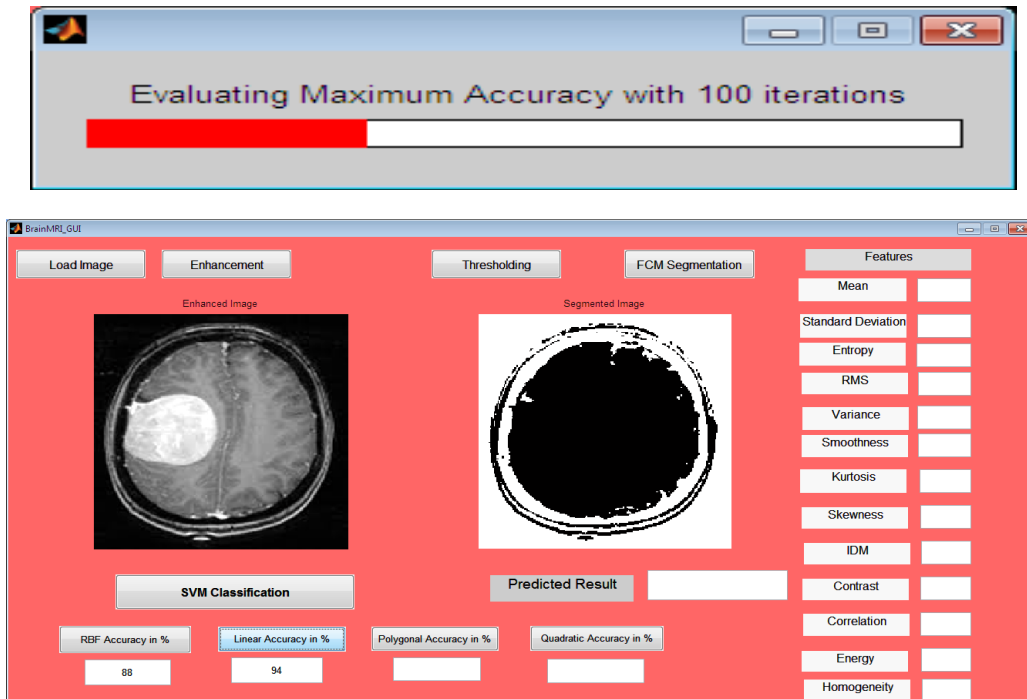 Evaluating Maximum Accuracy with 100 iterations
BrainMRI_GUI
Load Image
Enhancement
Thresholding
FCM Segmentation
Features
Enhanced Image
Segmented Image
Mean
Standard Deviation
Entropy
RMS
Variance
Smoothness
Kurtosis
Skewness
IDM
Contrast
Correlation
Energy
Homogeneity
SVM Classification
Predicted Result
RBF Accuracy in %
Linear Accuracy in %
Polygonal Accuracy in %
Quadratic Accuracy in %
88
94